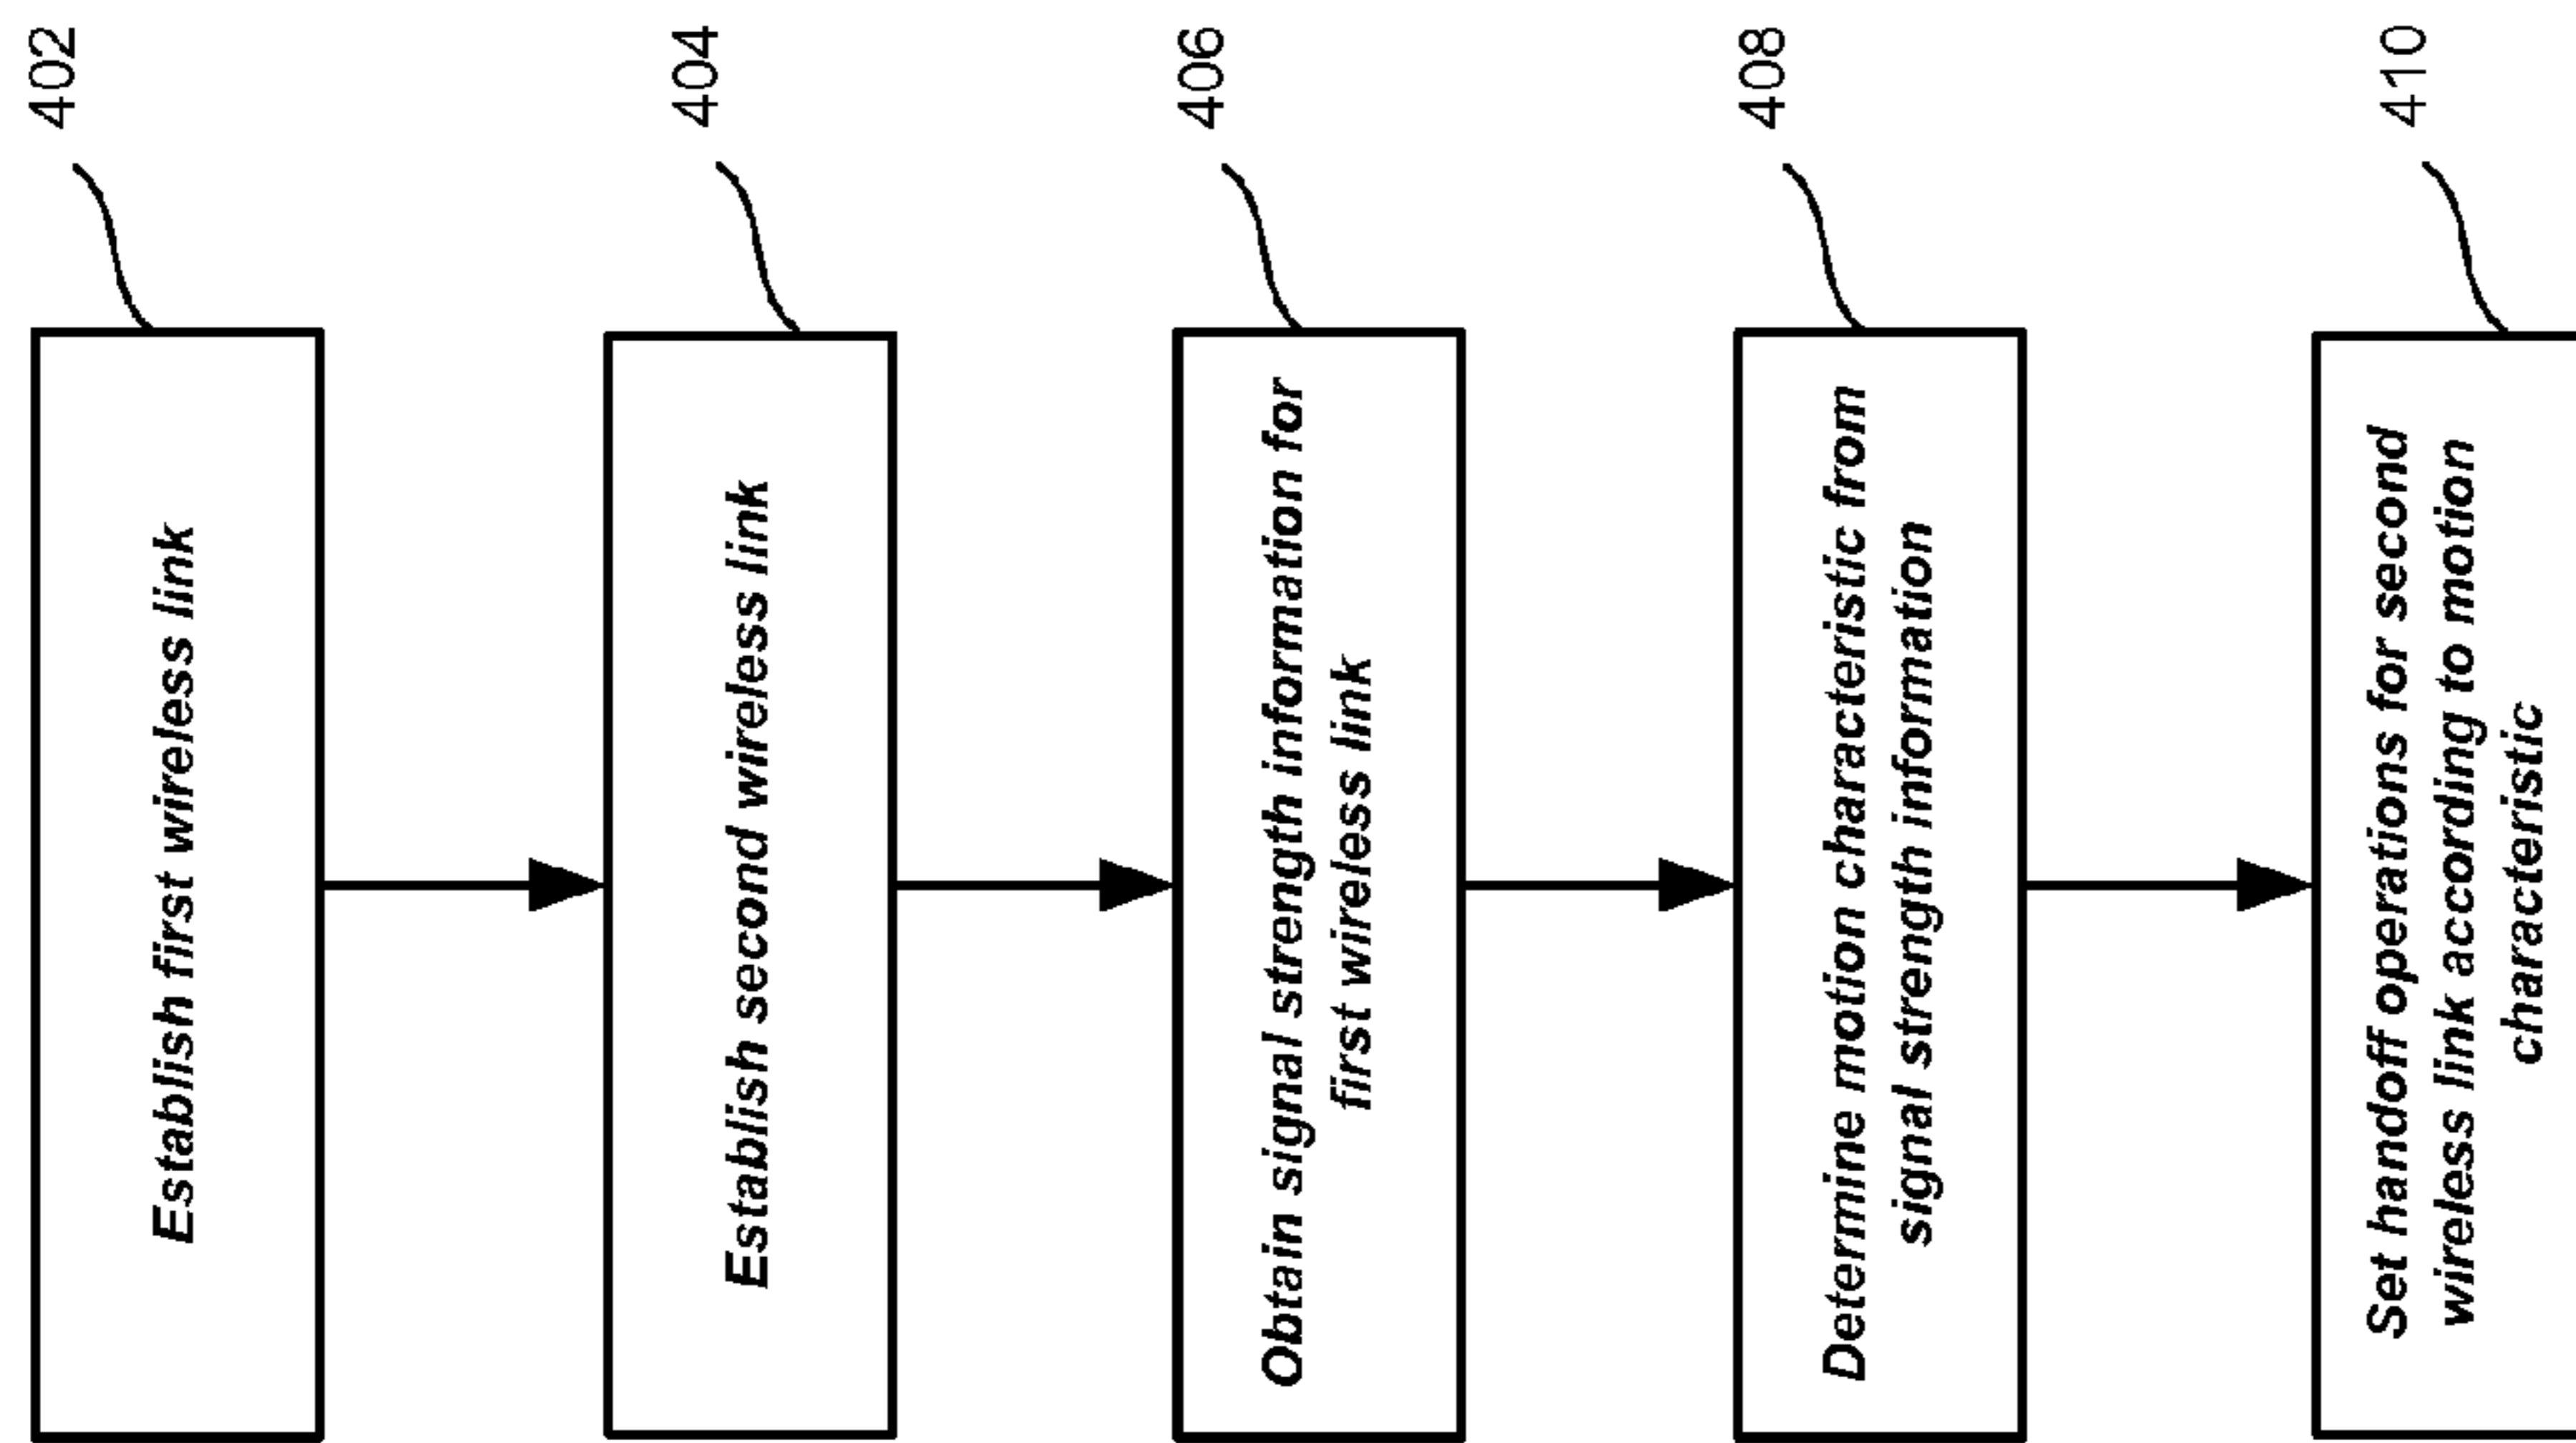 402
Establish first wireless link
404
Establish second wireless link
406
Obtain signal strength information for
first wireless link
408
Determine motion characteristic from
signal strength information
410
Set handoff operations for second
wireless link according to motion
characteristic